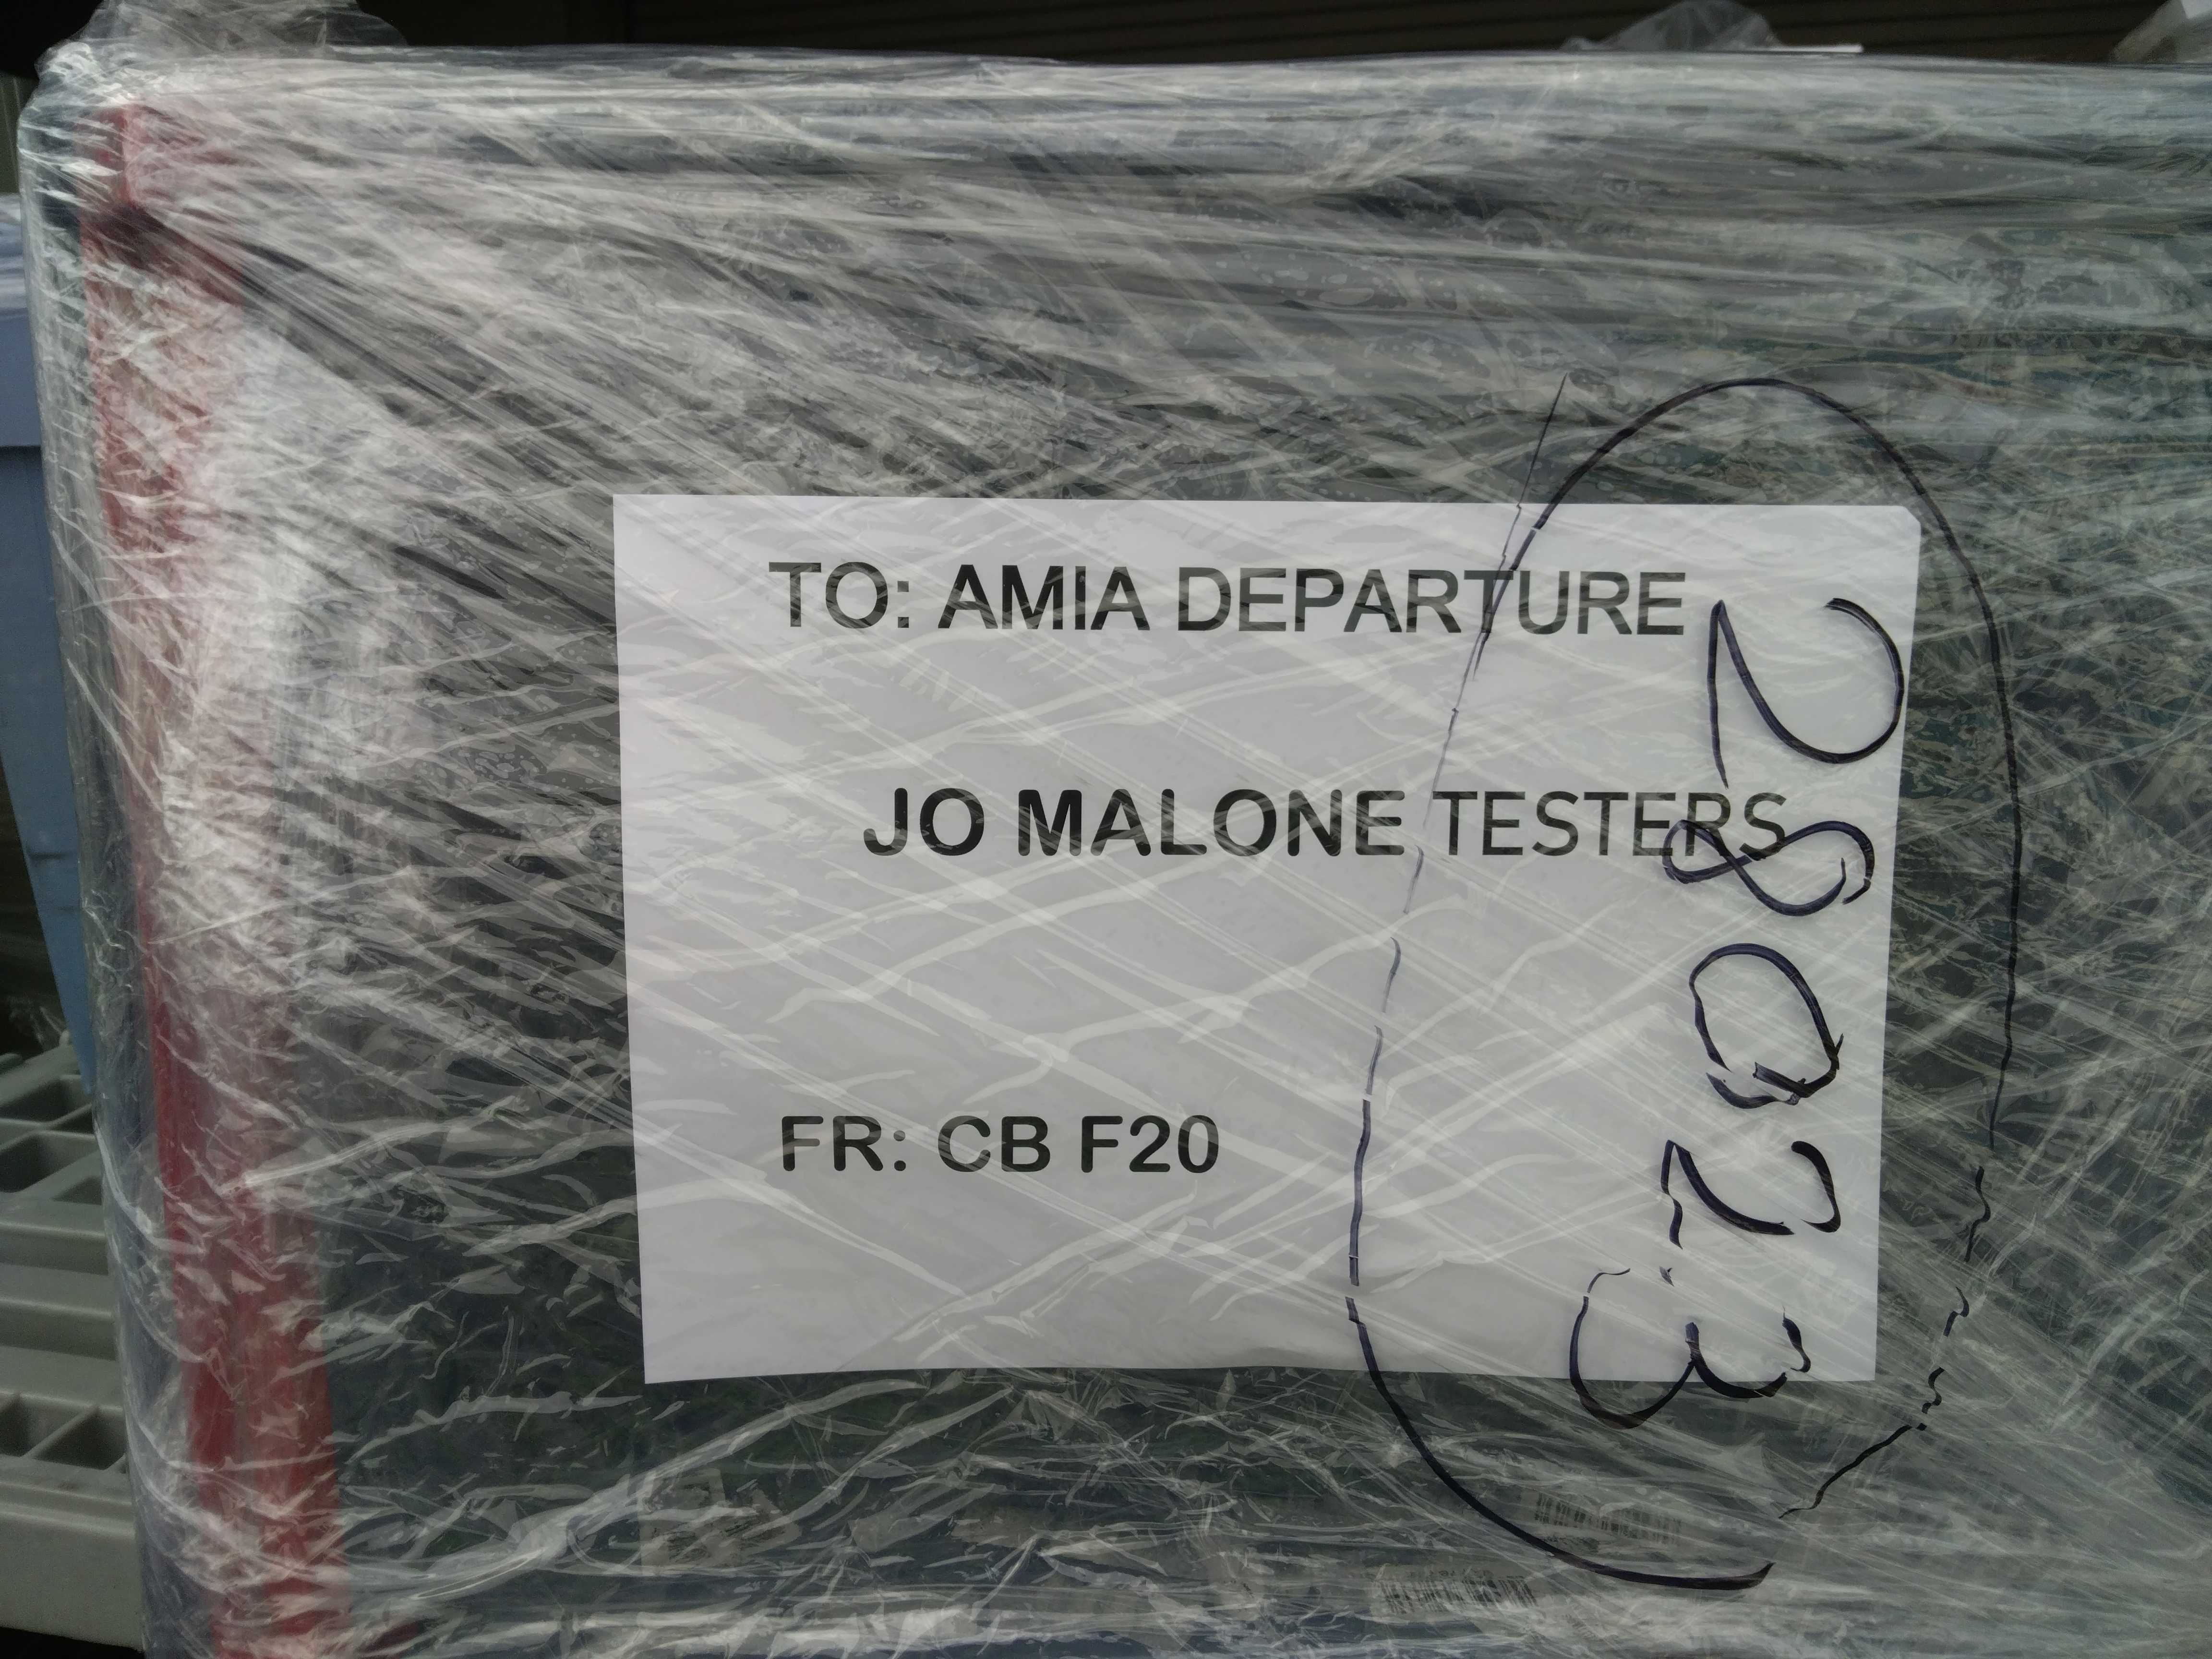 TO: AMIA DEPARTURE
JO MALONE TESTERS
FR: CB F20
28023